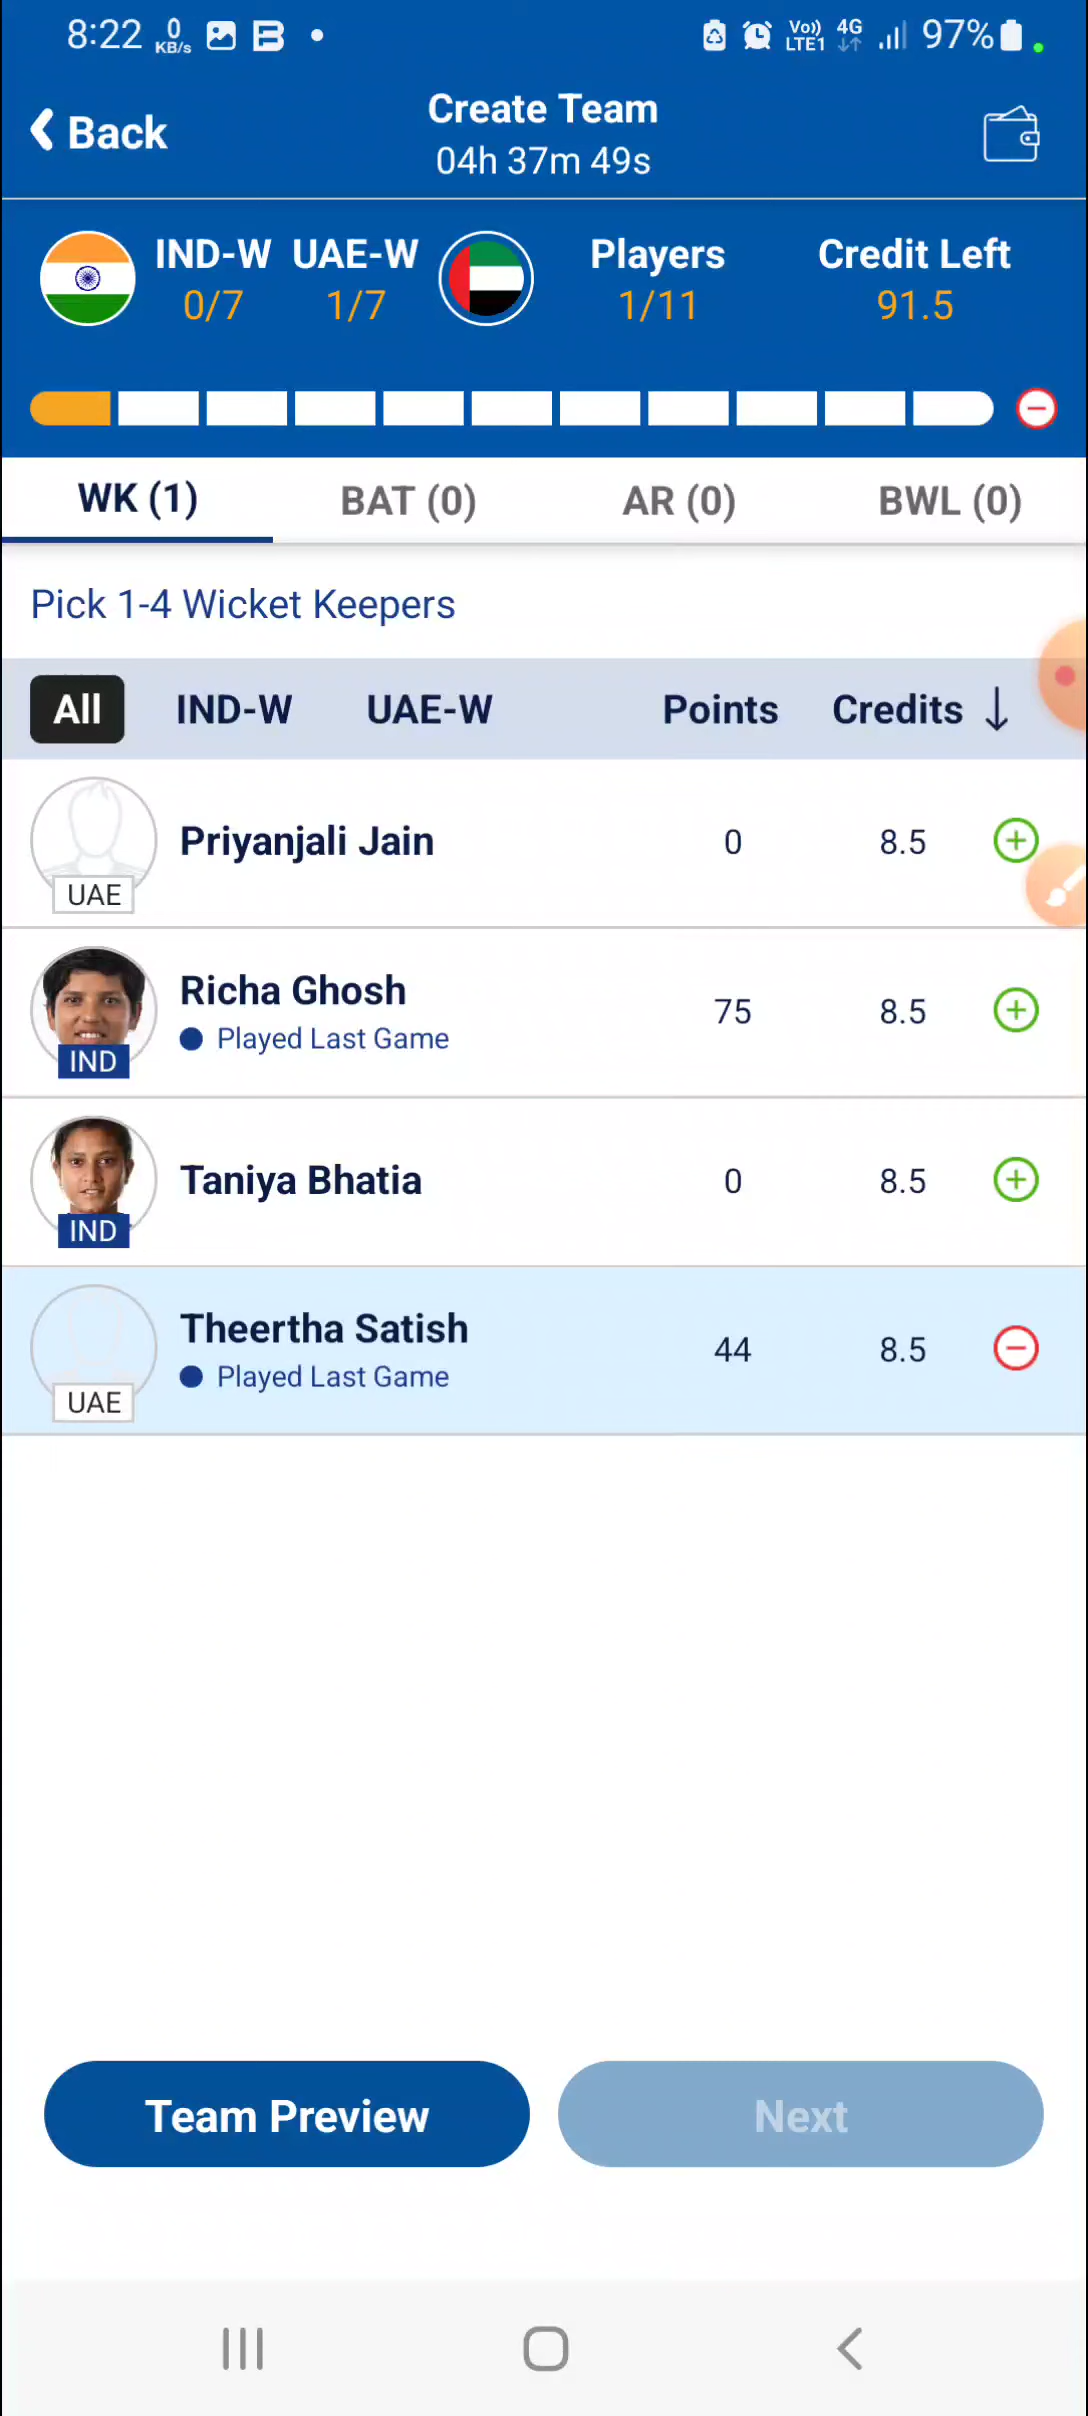 8:22 0 KB/s Vo)) LTE1 4G 97%
Back
Create Team
04h 37m 49s
IND-W UAE-W Players Credit Left
0/7 1/7 1/11 91.5
WK (1) BAT (0) AR (0) BWL (0)
Pick 1-4 Wicket Keepers
All IND-W UAE-W Points Credits
Priyanjali Jain 0 8.5
UAE
Richa Ghosh 75 8.5
Played Last Game
IND
Taniya Bhatia 0 8.5
IND
Theertha Satish 44 8.5
Played Last Game
UAE
Team Preview Next